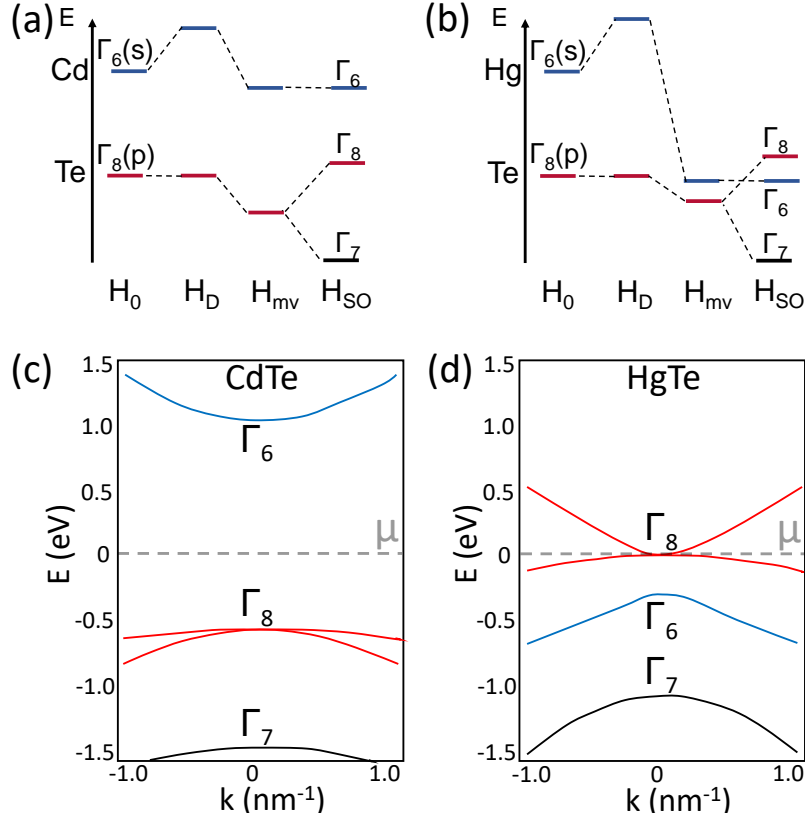 (a)
E
Γ6(s)
Cd
Γ6
Γ8(p)
Te
Γ8
Γ7
H0 HD Hmv HSO
(b)
E
Γ6(s)
Hg
Γ8(p)
Te
Γ8
Γ6
Γ7
H0 HD Hmv HSO
(c)
CdTe
1.5
1.0
0.5
0
-0.5
-1.0
-1.5
E (eV)
Γ6
μ
Γ8
Γ7
-1.0 0 1.0
k (nm-1)
(d)
HgTe
1.5
1.0
0.5
0
-0.5
-1.0
-1.5
E (eV)
Γ8
μ
Γ6
Γ7
-1.0 0 1.0
k (nm-1)